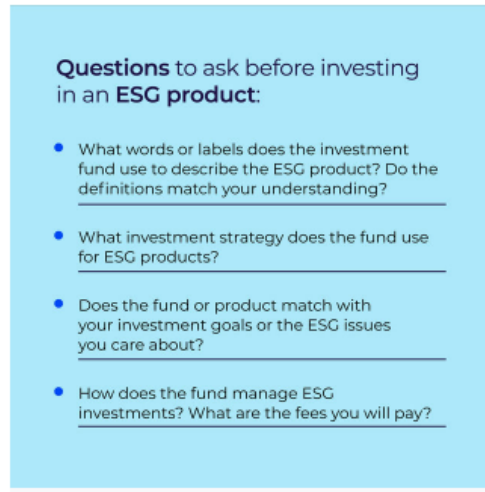 Questions to ask before investing
in an ESG product:
What words or labels does the investment
fund use to describe the ESG product? Do the
definitions match your understanding?
What investment strategy does the fund use
for ESG products?
Does the fund or product match with
your investment goals or the ESG issues
you care about?
How does the fund manage ESG
investments? What are the fees you will pay?